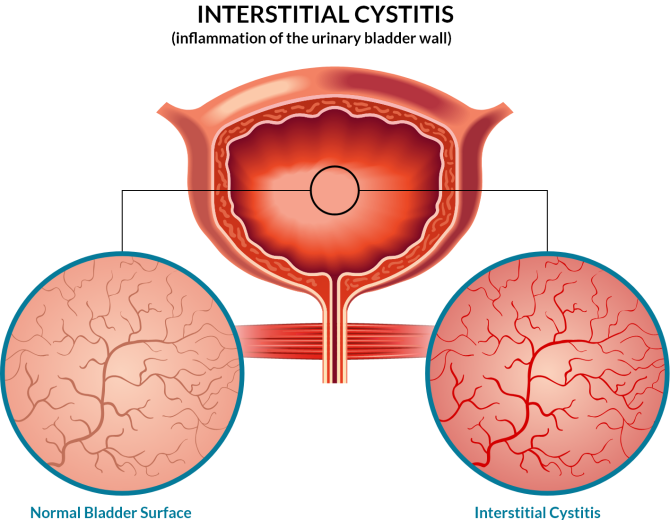 INTERSTITIAL CYSTITIS
(inflammation of the urinary bladder wall)
Normal Bladder Surface
Interstitial Cystitis